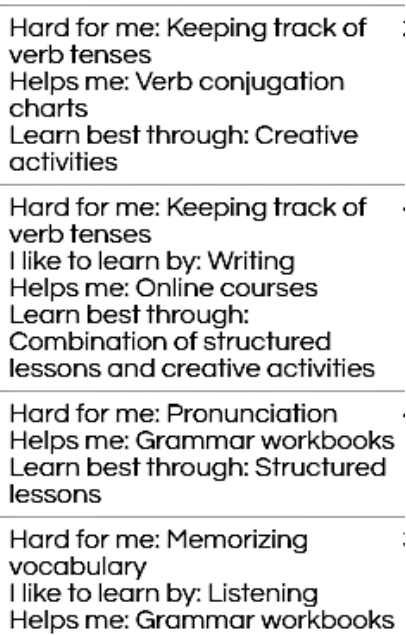 Hard for me: Keeping track of
verb tenses
Helps me: Verb conjugation
charts
Learn best through: Creative
activities
Hard for me: Keeping track of
verb tenses
I like to learn by: Writing
Helps me: Online courses
Learn best through:
Combination of structured
lessons and creative activities
Hard for me: Pronunciation
Helps me: Grammar workbooks
Learn best through: Structured
lessons
Hard for me: Memorizing
vocabulary
I like to learn by: Listening
Helps me: Grammar workbooks